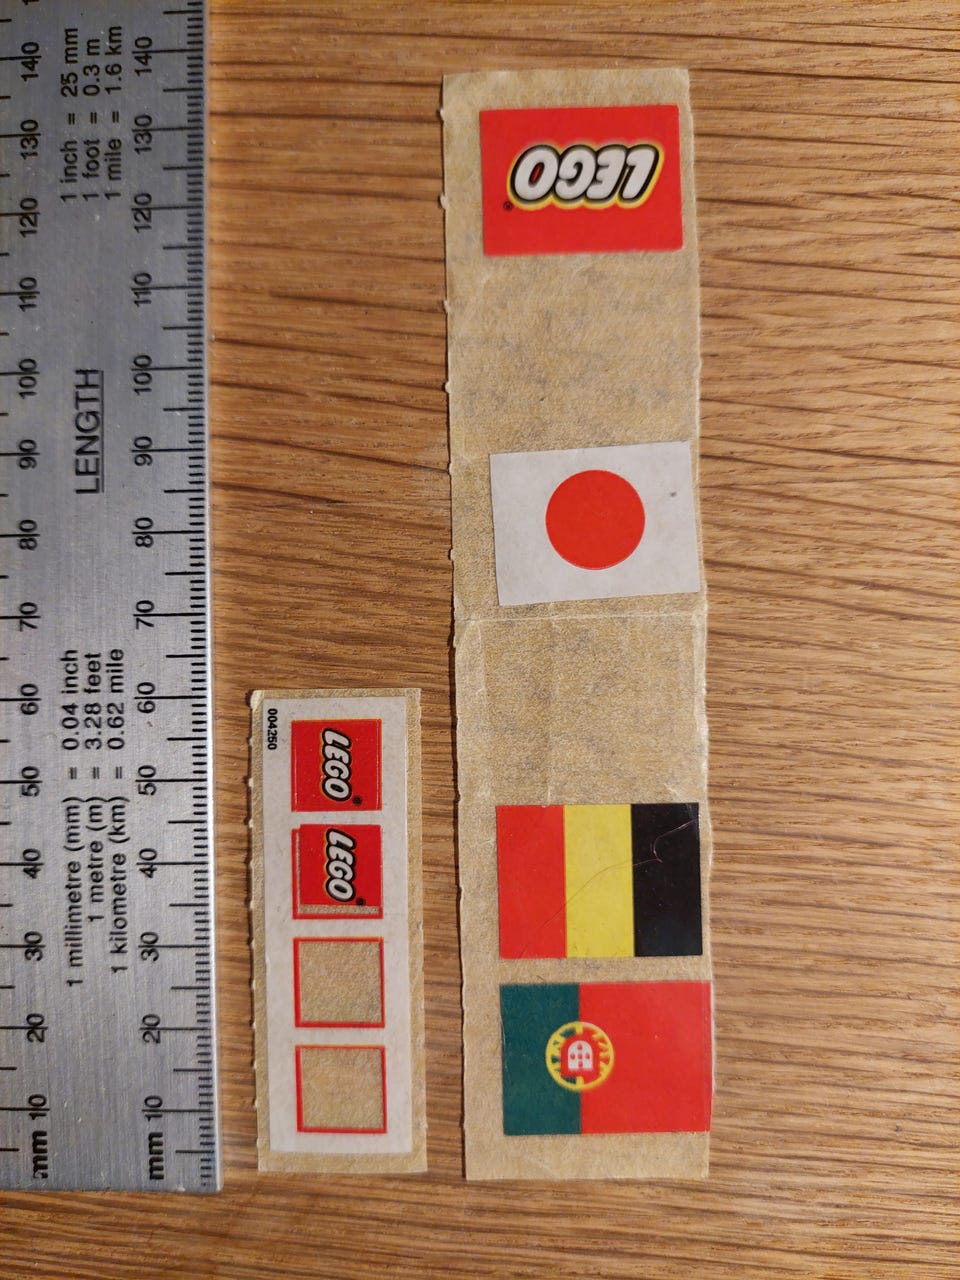 mm 10 20 30 40 50 60 70 80 90 100 110 120 130 140
1 millimetre (mm) = 0.04 inch
1 metre (m) = 3.28 feet
1 kilometre (km) = 0.62 mile
LENGTH
1 inch = 25 mm
1 foot = 0.3 m
1 mile = 1.6 km
mm 10 20 30 40 50 60 70 80 90 100 110 120 130 140
004250
LEGO®
LEGO®
LEGO®